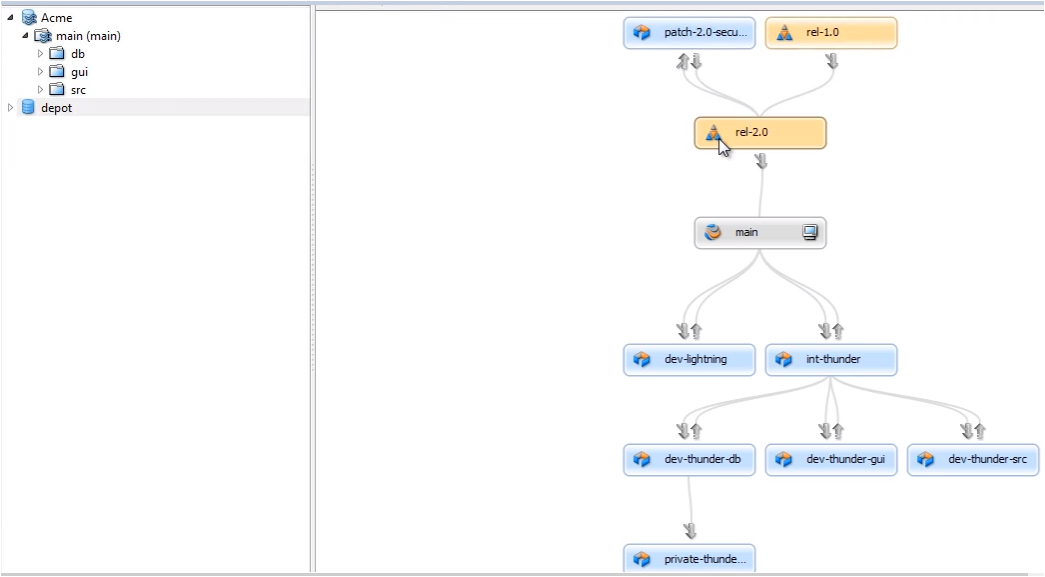 Acme
main (main)
db
gui
src
depot
patch-2.0-secu...
rel-1.0
rel-2.0
main
dev-lightning
int-thunder
dev-thunder-db
dev-thunder-gui
dev-thunder-src
private-thunde...